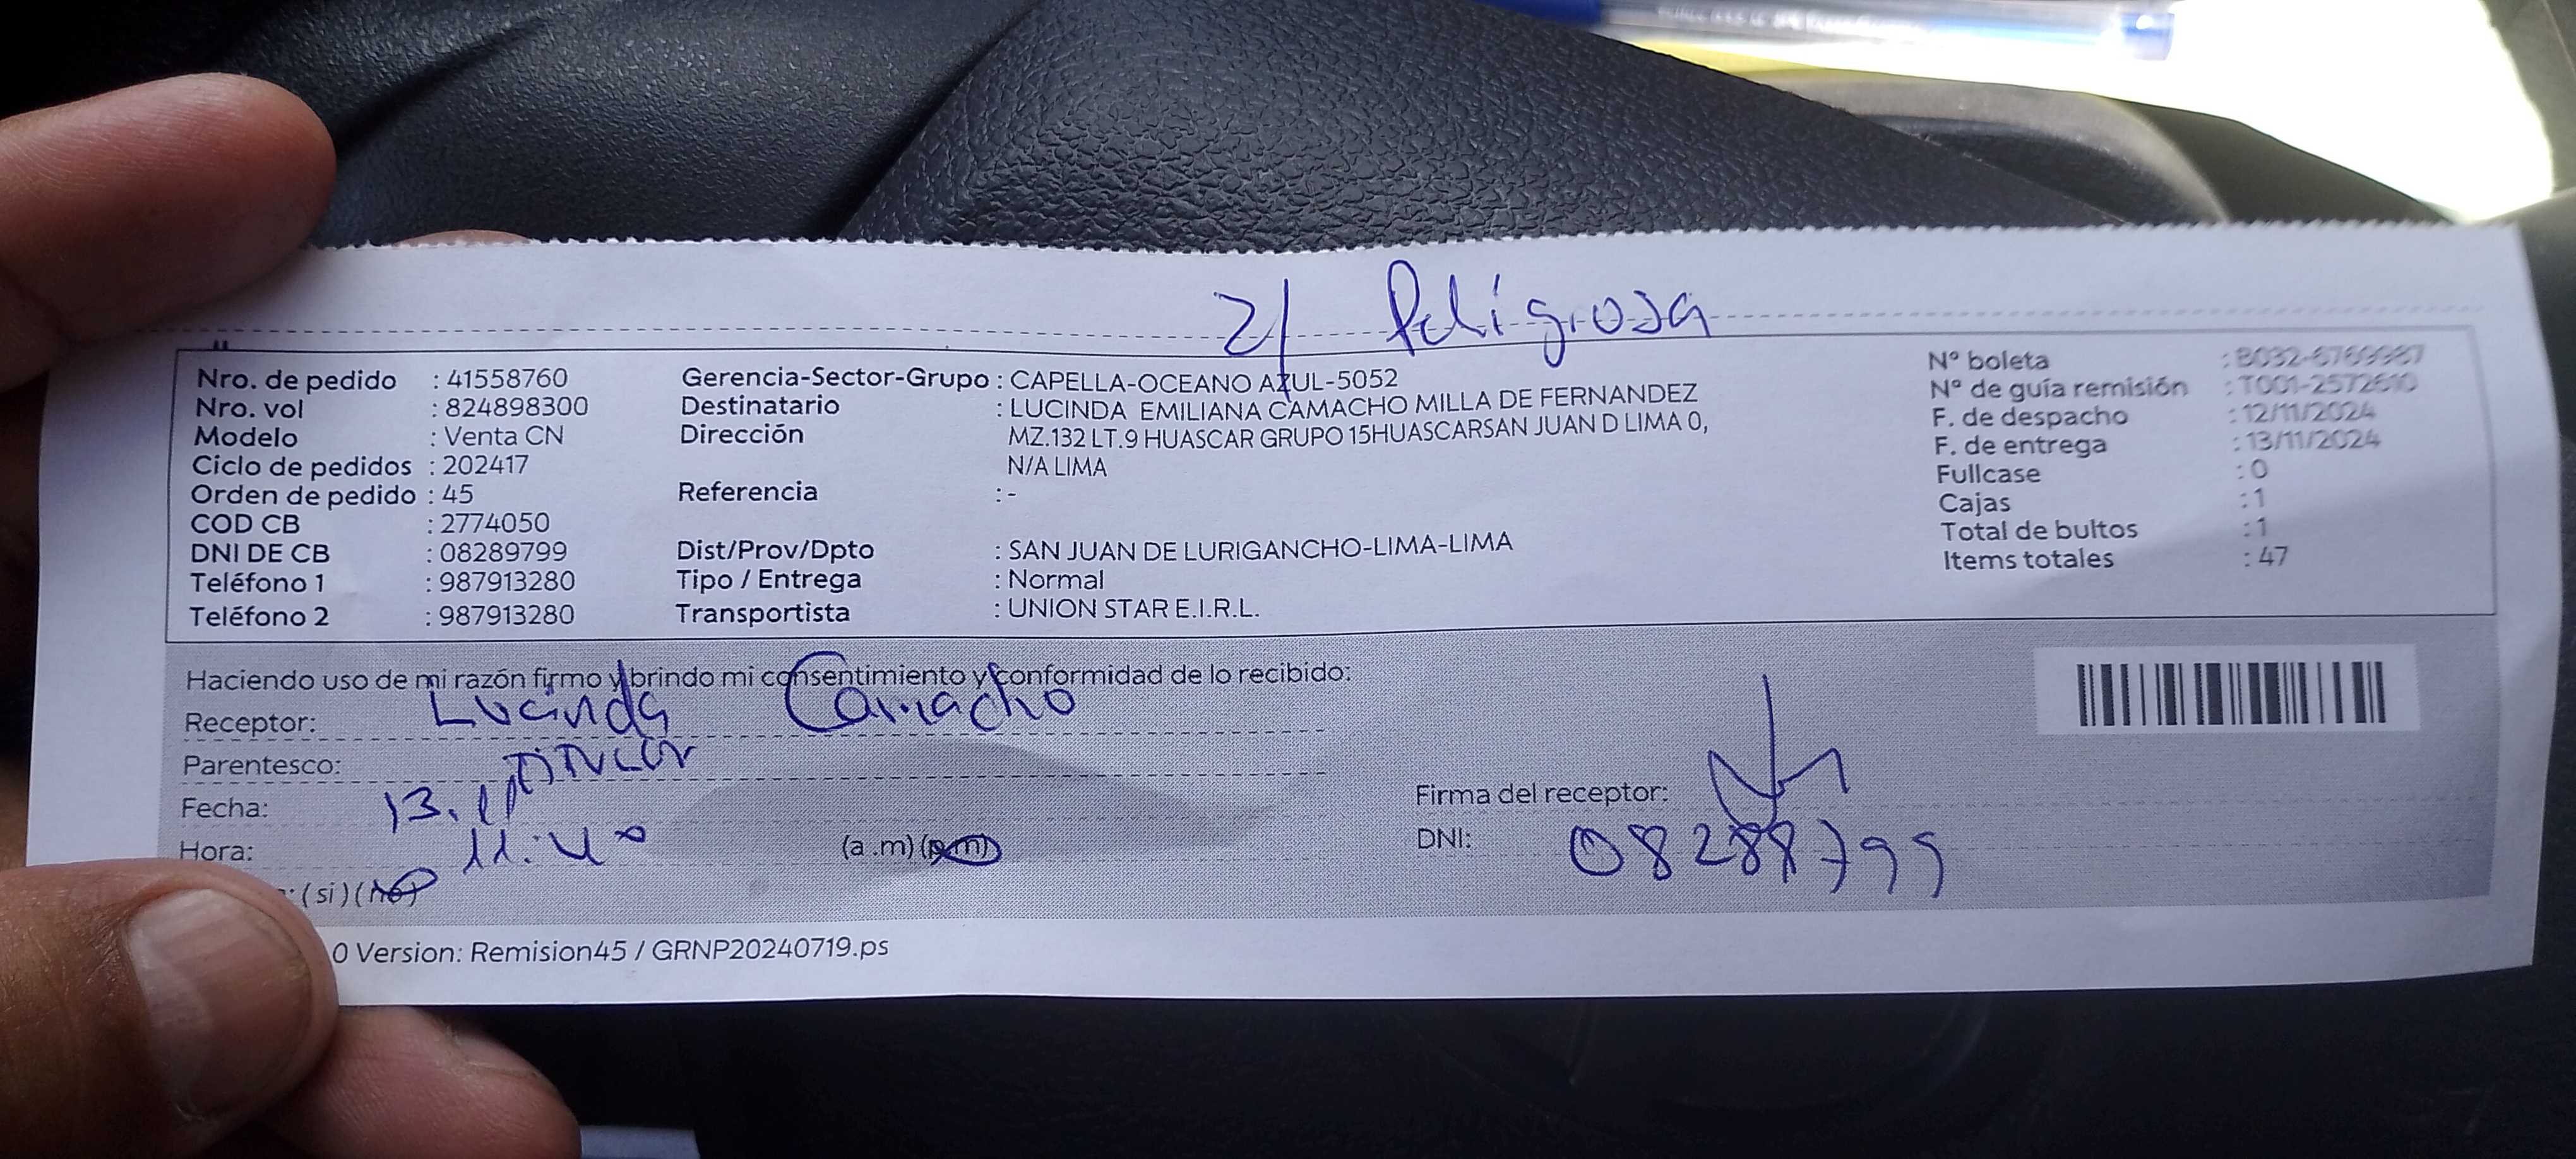 Z/ Peligrosa
Nro. de pedido : 41558760
Nro. vol : 824898300
Modelo : Venta CN
Ciclo de pedidos : 202417
Orden de pedido : 45
COD CB : 2774050
DNI DE CB : 08289799
Teléfono 1 : 987913280
Teléfono 2 : 987913280
Gerencia-Sector-Grupo : CAPELLA-OCEANO AZUL-5052
Destinatario : LUCINDA EMILIANA CAMACHO MILLA DE FERNANDEZ
Dirección MZ.132 LT.9 HUASCAR GRUPO 15HUASCARSAN JUAN D LIMA 0,
N/A LIMA
Referencia : -
Dist/Prov/Dpto : SAN JUAN DE LURIGANCHO-LIMA-LIMA
Tipo / Entrega : Normal
Transportista : UNION STAR E.I.R.L.
N° boleta
N° de guía remisión
F. de despacho : 12/11/2024
F. de entrega : 13/11/2024
Fullcase : 0
Cajas : 1
Total de bultos : 1
Items totales : 47
Haciendo uso de mi razón firmo y brindo mi consentimiento y conformidad de lo recibido:
Receptor: Lucinda Camacho
Parentesco: Titular
Fecha: 13.11
Hora: 11:40 (a .m) (p.m)
: ( si ) ( no )
Firma del receptor:
DNI:
0 Version: Remision45 / GRNP20240719.ps